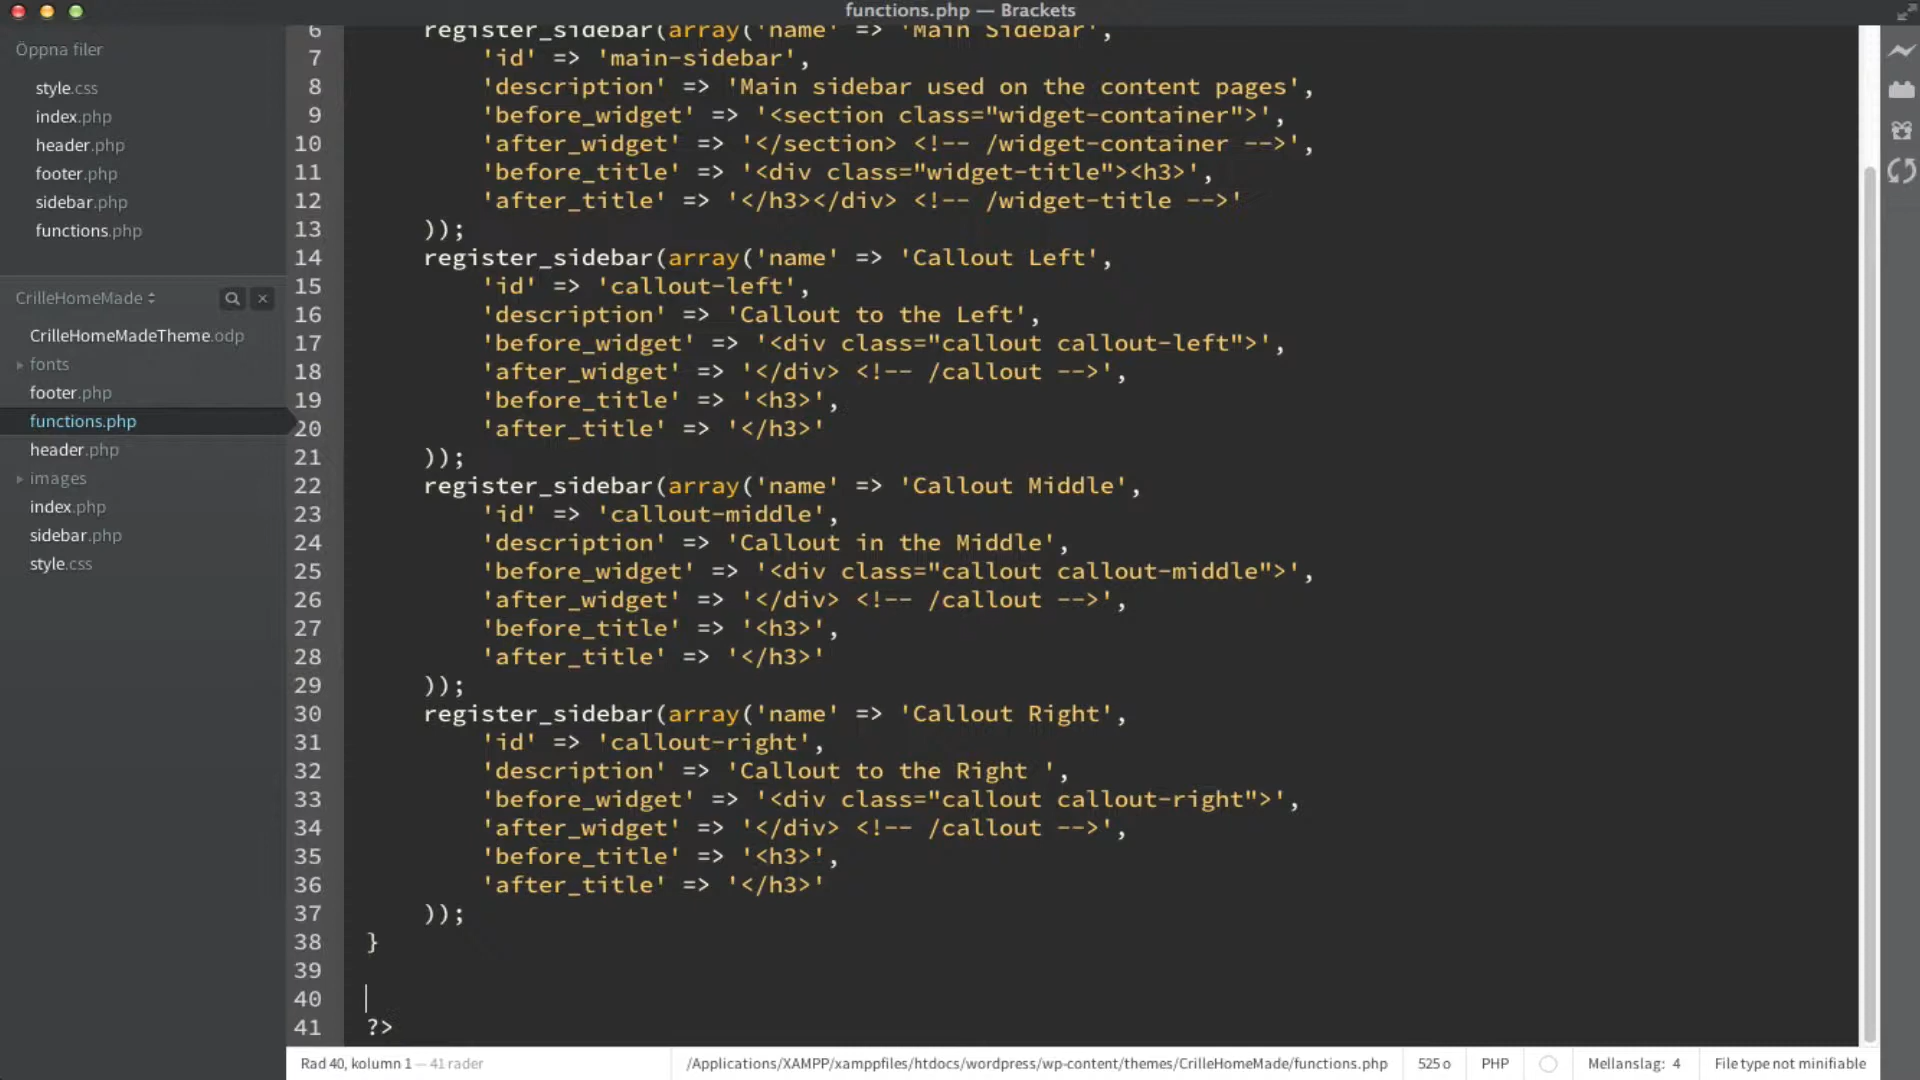 functions.php — Brackets
Öppna filer
style.css
index.php
header.php
footer.php
sidebar.php
functions.php
CrilleHomeMade
CrilleHomeMadeTheme.odp
fonts
footer.php
functions.php
header.php
images
index.php
sidebar.php
style.css
6 register_sidebar(array('name' => 'Main Sidebar',
7 'id' => 'main-sidebar',
8 'description' => 'Main sidebar used on the content pages',
9 'before_widget' => '<section class="widget-container">',
10 'after_widget' => '</section> <!-- /widget-container -->',
11 'before_title' => '<div class="widget-title"><h3>',
12 'after_title' => '</h3></div> <!-- /widget-title -->'
13 ));
14 register_sidebar(array('name' => 'Callout Left',
15 'id' => 'callout-left',
16 'description' => 'Callout to the Left',
17 'before_widget' => '<div class="callout callout-left">',
18 'after_widget' => '</div> <!-- /callout -->',
19 'before_title' => '<h3>',
20 'after_title' => '</h3>'
21 ));
22 register_sidebar(array('name' => 'Callout Middle',
23 'id' => 'callout-middle',
24 'description' => 'Callout in the Middle',
25 'before_widget' => '<div class="callout callout-middle">',
26 'after_widget' => '</div> <!-- /callout -->',
27 'before_title' => '<h3>',
28 'after_title' => '</h3>'
29 ));
30 register_sidebar(array('name' => 'Callout Right',
31 'id' => 'callout-right',
32 'description' => 'Callout to the Right ',
33 'before_widget' => '<div class="callout callout-right">',
34 'after_widget' => '</div> <!-- /callout -->',
35 'before_title' => '<h3>',
36 'after_title' => '</h3>'
37 ));
38 }
39
40
41 ?>
Rad 40, kolumn 1 — 41 rader
/Applications/XAMPP/xamppfiles/htdocs/wordpress/wp-content/themes/CrilleHomeMade/functions.php
525 o
PHP
Mellanslag: 4
File type not minifiable